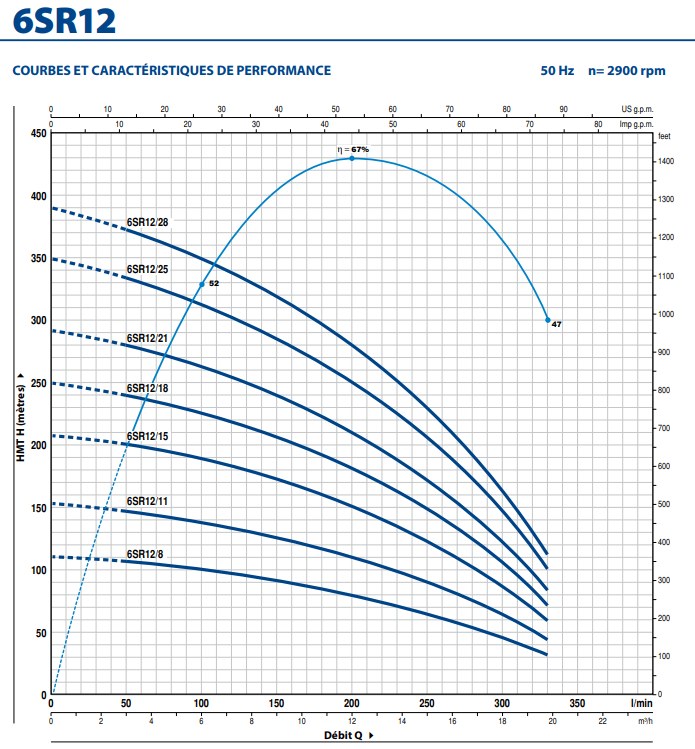 6SR12
COURBES ET CARACTÉRISTIQUES DE PERFORMANCE 50 Hz n= 2900 rpm
0 10 20 30 40 50 60 70 80 90 US g.p.m.
0 10 20 30 40 50 60 70 80 Imp g.p.m.
feet
450
400
350
300
250
200
150
100
50
0
HMT H (mètres) ►
η = 67%
52
47
6SR12/28
6SR12/25
6SR12/21
6SR12/18
6SR12/15
6SR12/11
6SR12/8
1400
1300
1200
1100
1000
900
800
700
600
500
400
300
200
100
0
0 50 100 150 200 250 300 350 l/min
0 2 4 6 8 10 12 14 16 18 20 22 m³/h
Débit Q ►